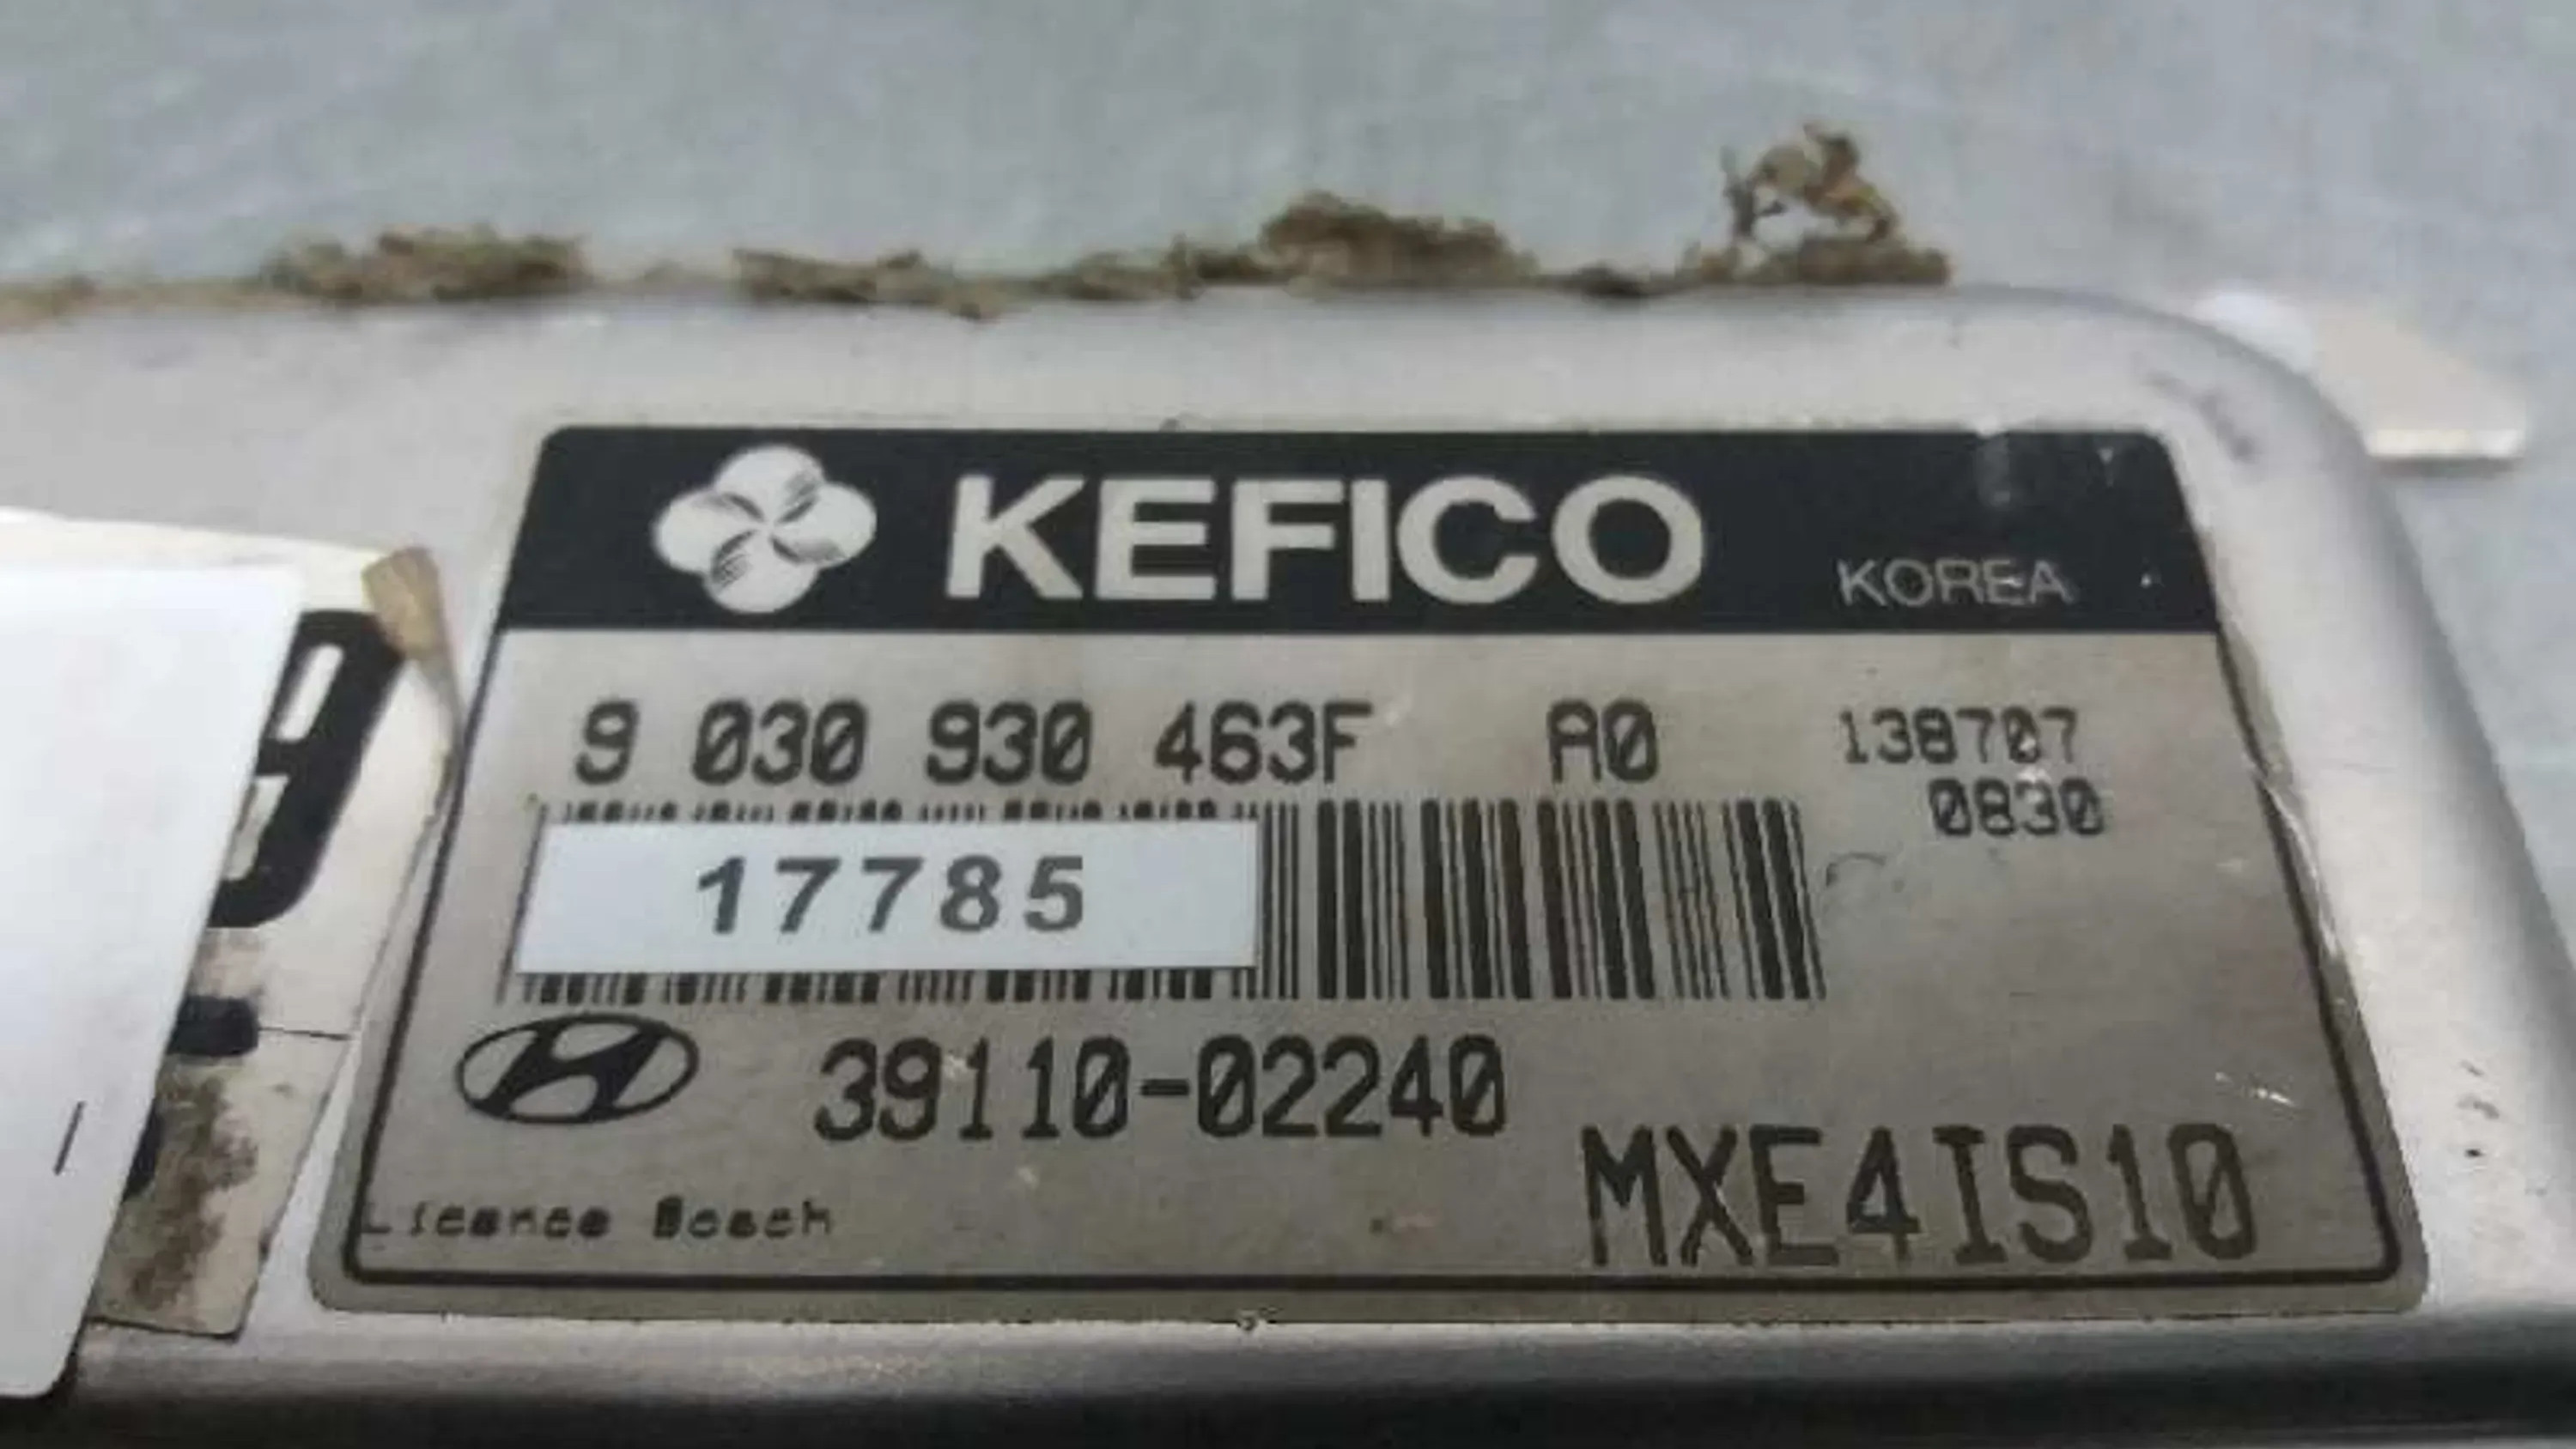 KEFICO KOREA
9 030 930 463F A0 138707
0830
17785
39110-02240
MXE4IS10
Licence Bosch